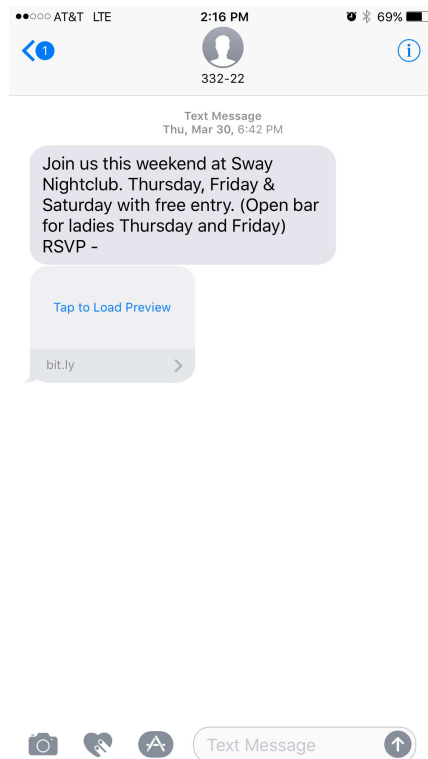 AT&T LTE 2:16 PM 69%
1
332-22
Text Message
Thu, Mar 30, 6:42 PM
Join us this weekend at Sway
Nightclub. Thursday, Friday &
Saturday with free entry. (Open bar
for ladies Thursday and Friday)
RSVP -
Tap to Load Preview
bit.ly
Text Message